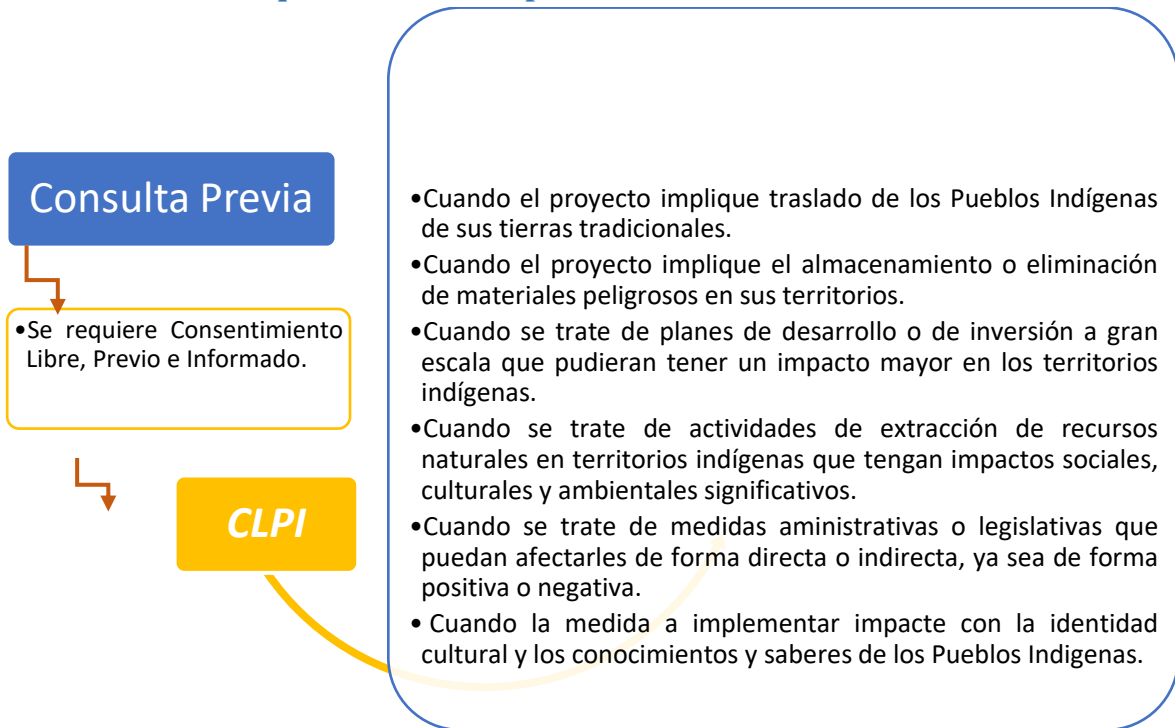 Consulta Previa
•Se requiere Consentimiento
Libre, Previo e Informado.
CLPI
•Cuando el proyecto implique traslado de los Pueblos Indígenas
de sus tierras tradicionales.
•Cuando el proyecto implique el almacenamiento o eliminación
de materiales peligrosos en sus territorios.
•Cuando se trate de planes de desarrollo o de inversión a gran
escala que pudieran tener un impacto mayor en los territorios
indígenas.
•Cuando se trate de actividades de extracción de recursos
naturales en territorios indígenas que tengan impactos sociales,
culturales y ambientales significativos.
•Cuando se trate de medidas aministrativas o legislativas que
puedan afectarles de forma directa o indirecta, ya sea de forma
positiva o negativa.
• Cuando la medida a implementar impacte con la identidad
cultural y los conocimientos y saberes de los Pueblos Indigenas.